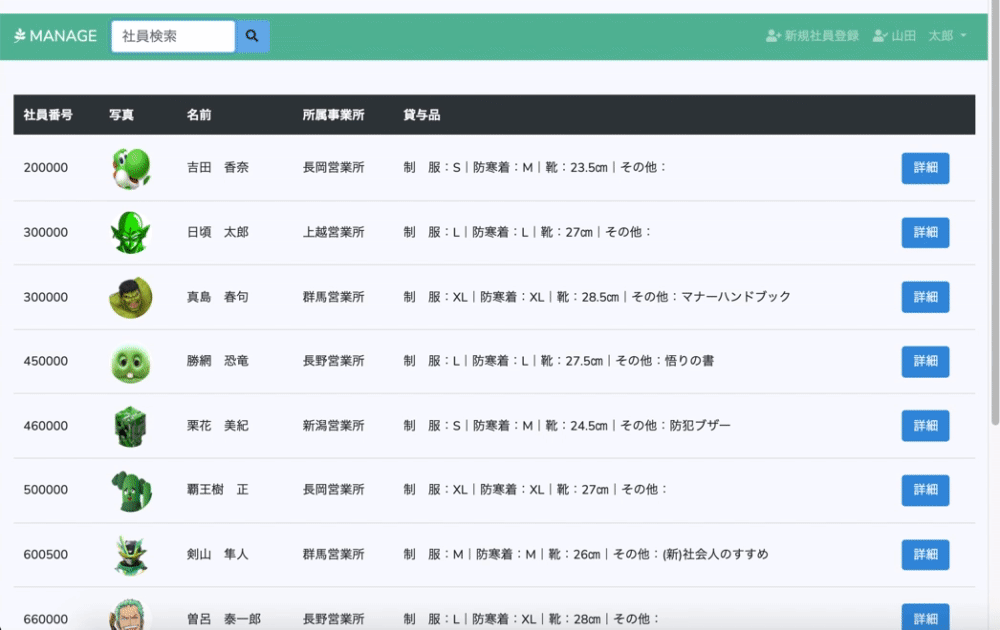 MANAGE 社員検索 新規社員登録 山田　太郎
社員番号 写真 名前 所属事業所 貸与品
200000 吉田　香奈 長岡営業所 制　服：S｜防寒着：M｜靴：23.5㎝｜その他： 詳細
300000 日頃　太郎 上越営業所 制　服：L｜防寒着：L｜靴：27㎝｜その他： 詳細
300000 真島　春句 群馬営業所 制　服：XL｜防寒着：XL｜靴：28.5㎝｜その他：マナーハンドブック 詳細
450000 勝網　恐竜 長野営業所 制　服：L｜防寒着：L｜靴：27.5㎝｜その他：悟りの書 詳細
460000 栗花　美紀 新潟営業所 制　服：S｜防寒着：M｜靴：24.5㎝｜その他：防犯ブザー 詳細
500000 覇王樹　正 長岡営業所 制　服：XL｜防寒着：XL｜靴：27㎝｜その他： 詳細
600500 剣山　隼人 群馬営業所 制　服：M｜防寒着：M｜靴：26㎝｜その他：(新)社会人のすすめ 詳細
660000 曽呂　泰一郎 長野営業所 制　服：L｜防寒着：XL｜靴：28㎝｜その他： 詳細